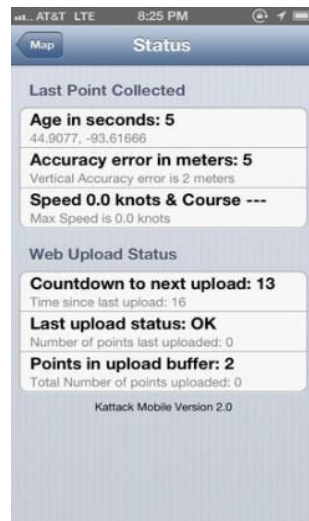 AT&T LTE 8:25 PM
Map
Status
Last Point Collected
Age in seconds: 5
44.9077, -93.61666
Accuracy error in meters: 5
Vertical Accuracy error is 2 meters
Speed 0.0 knots & Course ---
Max Speed is 0.0 knots
Web Upload Status
Countdown to next upload: 13
Time since last upload: 16
Last upload status: OK
Number of points last uploaded: 0
Points in upload buffer: 2
Total Number of points uploaded: 0
Kattack Mobile Version 2.0